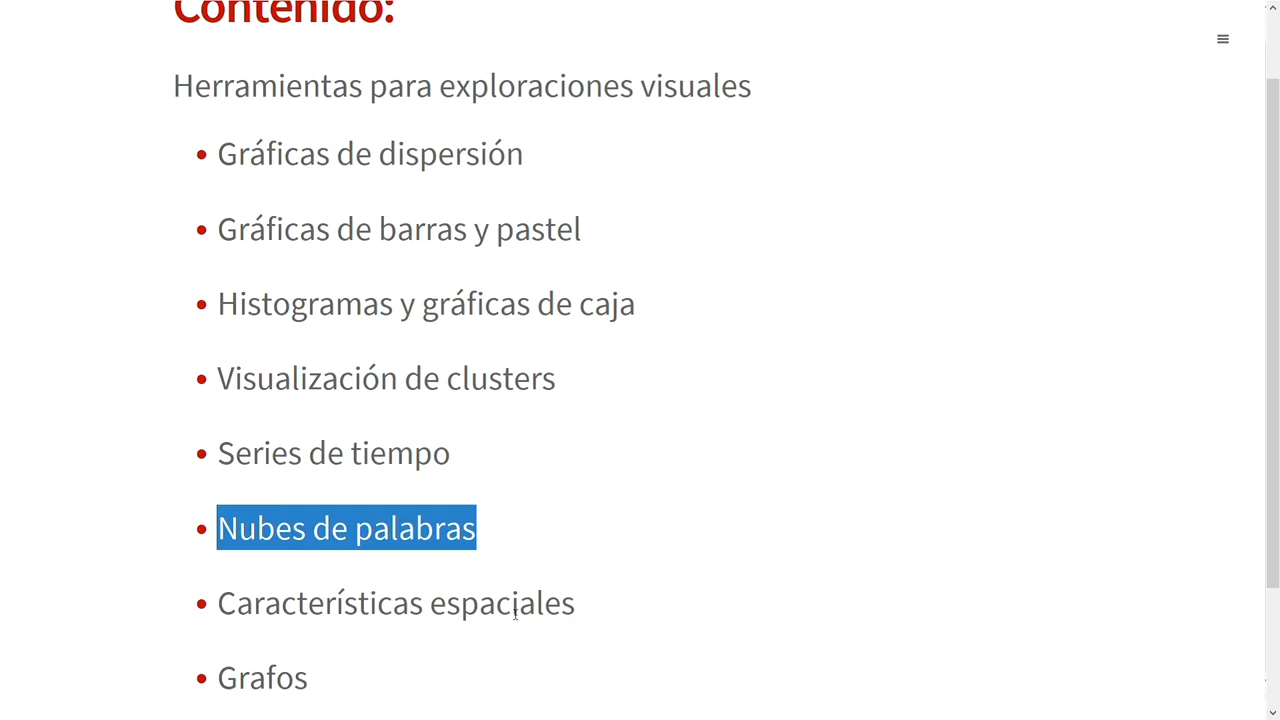 Contenido:
Herramientas para exploraciones visuales
• Gráficas de dispersión
• Gráficas de barras y pastel
• Histogramas y gráficas de caja
• Visualización de clusters
• Series de tiempo
• Nubes de palabras
• Características espaciales
• Grafos